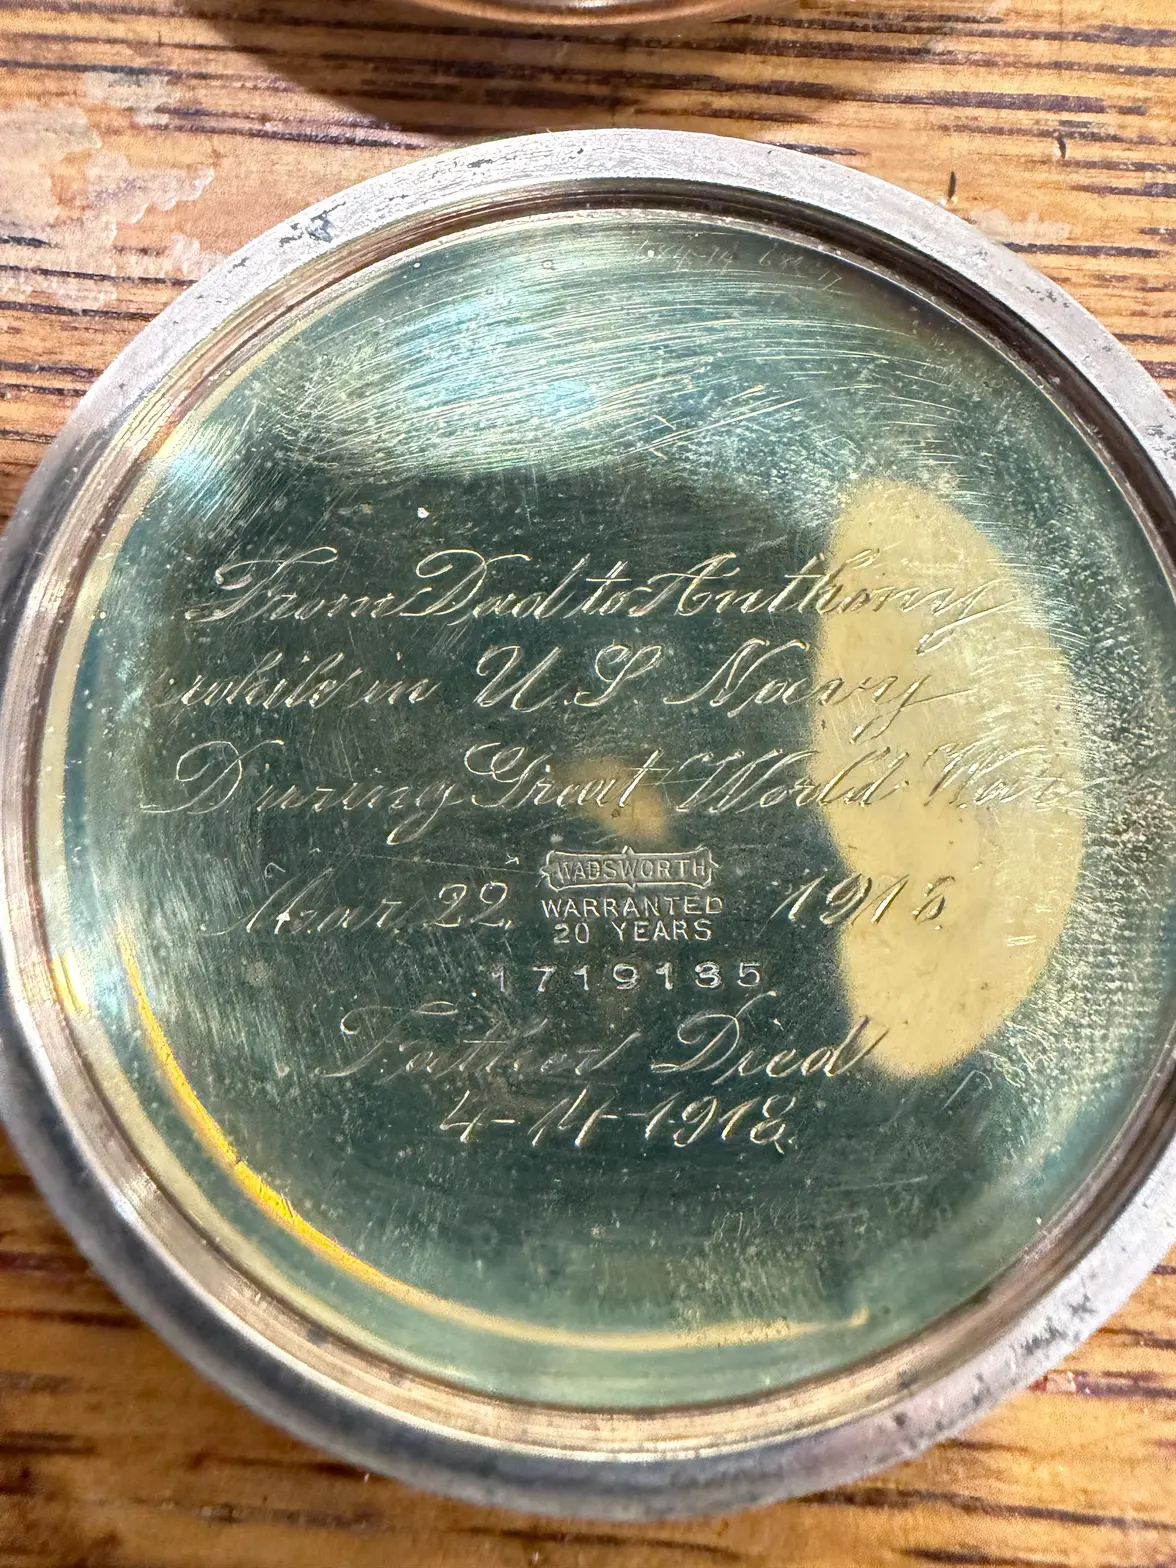 From Dad to Anthony
while in U.S. Navy
During Great World War
Mar. 22, 1918
WADSWORTH
WARRANTED
20 YEARS
1719135
Father Died
4-11-1918